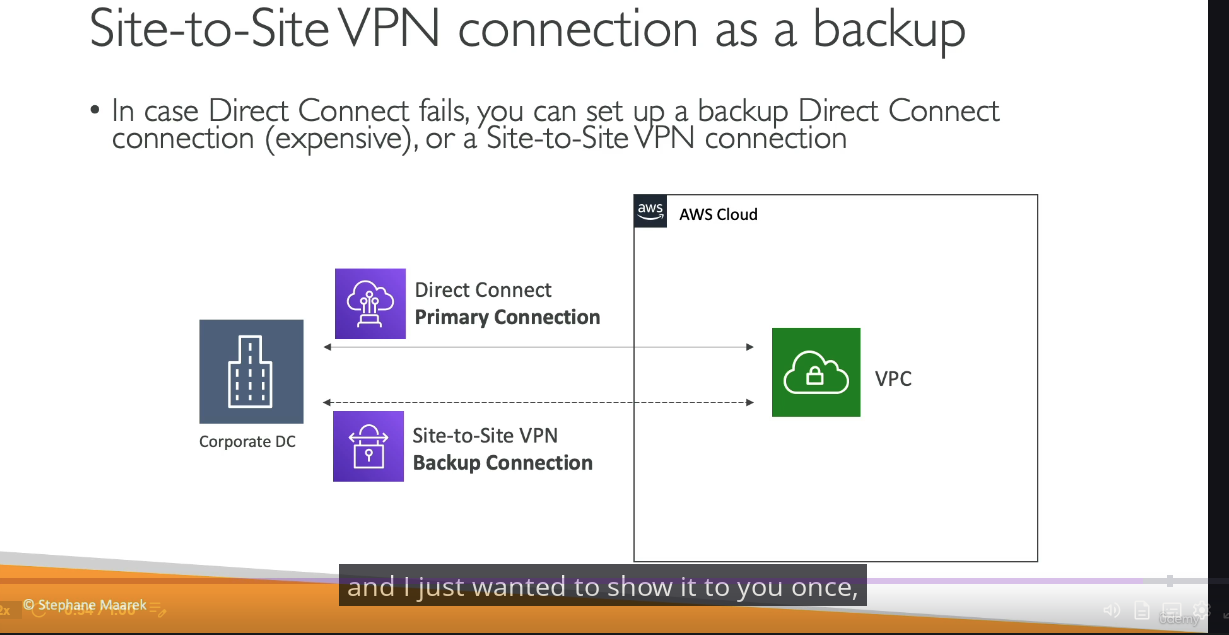 Site-to-Site VPN connection as a backup
• In case Direct Connect fails, you can set up a backup Direct Connect
connection (expensive), or a Site-to-Site VPN connection
aws
AWS Cloud
Direct Connect
Primary Connection
VPC
Site-to-Site VPN
Backup Connection
Corporate DC
and I just wanted to show it to you once,
© Stephane Maarek
udemy